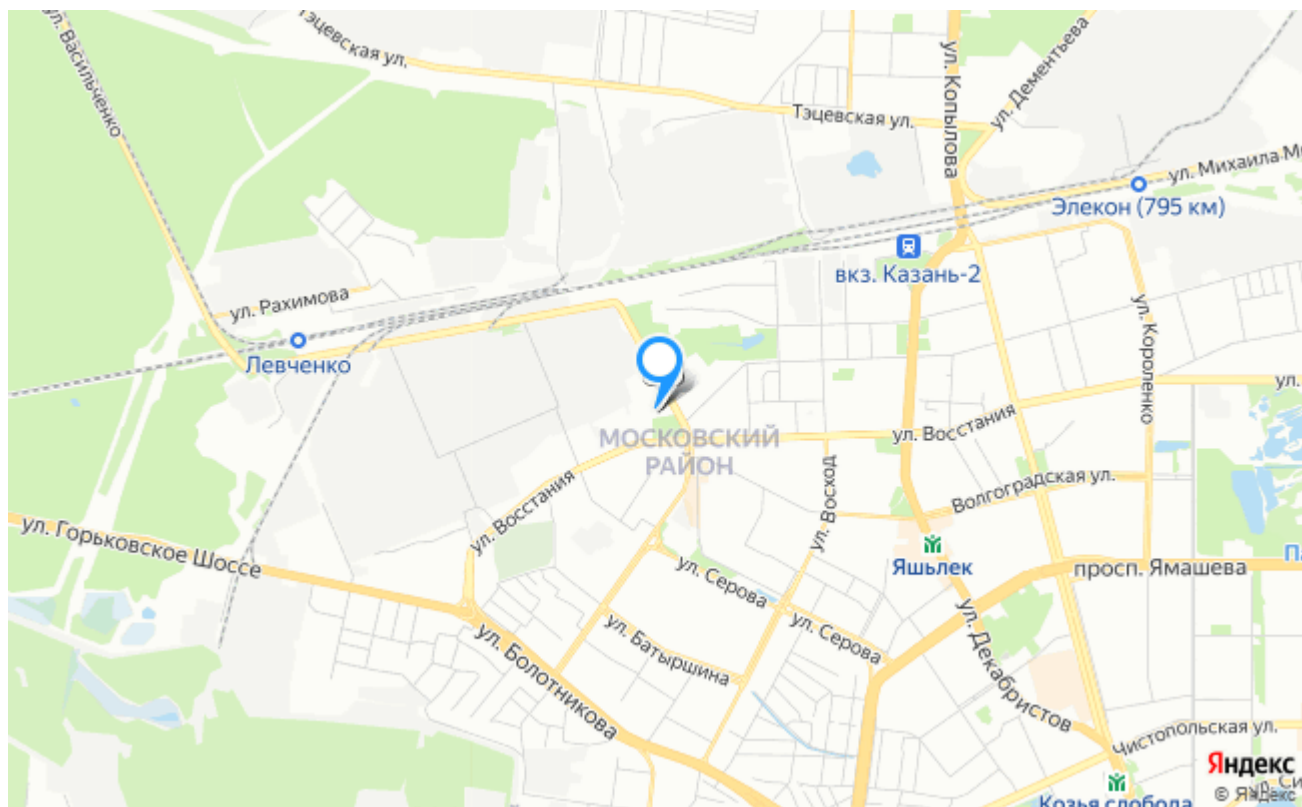 ул. Васильченко
Тэцевская ул.
ул. Копылова
ул. Дементьева
Тэцевская ул.
ул. Михаила М
Элекон (795 км)
вкз. Казань-2
ул. Рахимова
Левченко
ул. Короленко
ул.
МОСКОВСКИЙ
РАЙОН
ул. Восстания
ул. Восстания
ул. Восход
Волгоградская ул.
ул. Горьковское Шоссе
Яшьлек
просп. Ямашева
Па
ул. Серова
ул. Серова
ул. Батыршина
ул. Болотникова
ул. Декабристов
Чистопольская ул.
Яндекс
© Яндекс
Козья слобода